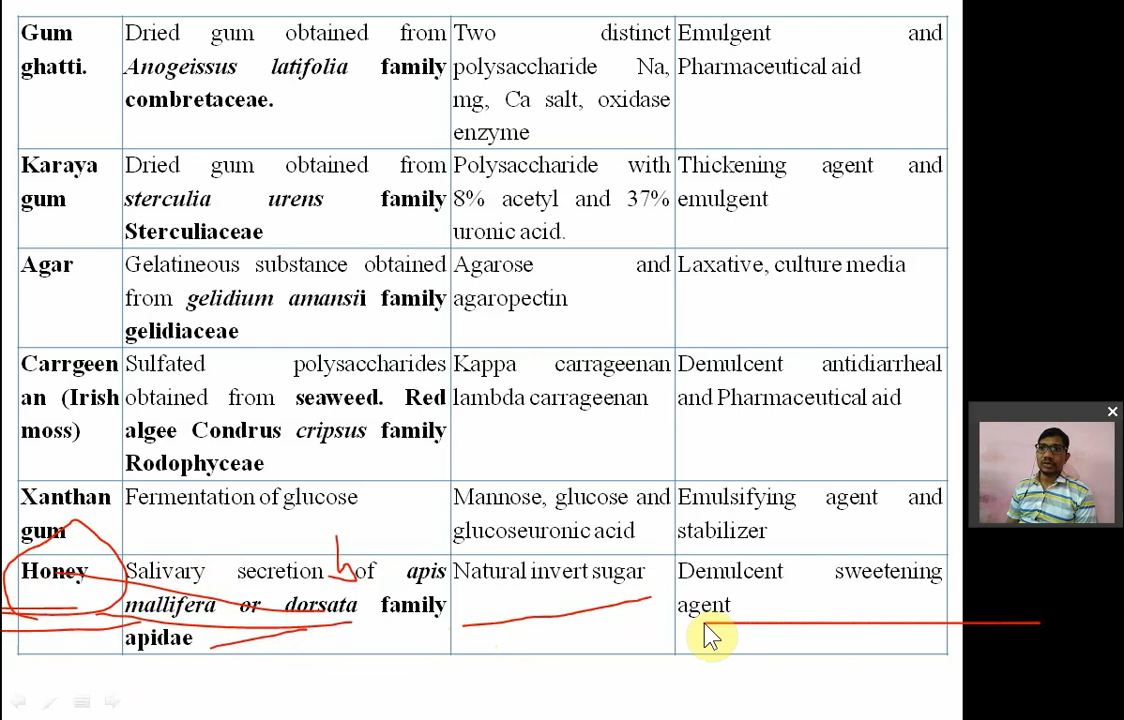 Gum ghatti.
Dried gum obtained from
Anogeissus latifolia family
combretaceae.
Two distinct
polysaccharide Na,
mg, Ca salt, oxidase
enzyme
Emulgent and
Pharmaceutical aid
Karaya
gum
Dried gum obtained from
sterculia urens family
Sterculiaceae
Polysaccharide with
8% acetyl and 37%
uronic acid.
Thickening agent and
emulgent
Agar
Gelatineous substance obtained
from gelidium amansii family
gelidiaceae
Agarose and
agaropectin
Laxative, culture media
Carrgeen
an (Irish
moss)
Sulfated polysaccharides
obtained from seaweed. Red
algee Condrus cripsus family
Rodophyceae
Kappa carrageenan
lambda carrageenan
Demulcent antidiarrheal
and Pharmaceutical aid
Xanthan
gum
Fermentation of glucose
Mannose, glucose and
glucoseuronic acid
Emulsifying agent and
stabilizer
Honey
Salivary secretion of apis
mallifera or dorsata family
apidae
Natural invert sugar
Demulcent sweetening
agent